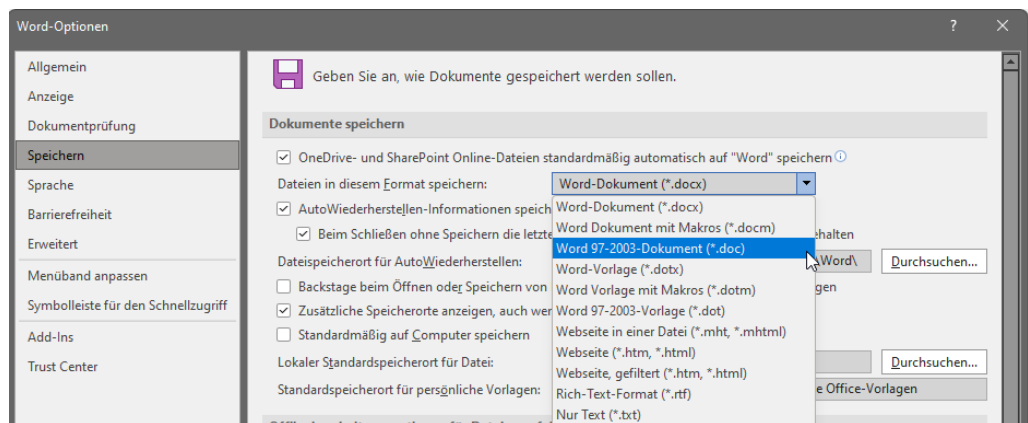 Word-Optionen ?
Allgemein
Anzeige
Dokumentprüfung
Speichern
Sprache
Barrierefreiheit
Erweitert
Menüband anpassen
Symbolleiste für den Schnellzugriff
Add-Ins
Trust Center
Geben Sie an, wie Dokumente gespeichert werden sollen.
Dokumente speichern
OneDrive- und SharePoint Online-Dateien standardmäßig automatisch auf "Word" speichern
Dateien in diesem Format speichern: Word-Dokument (*.docx)
AutoWiederherstellen-Informationen speich
Beim Schließen ohne Speichern die letzte halten
Dateispeicherort für AutoWiederherstellen: \Word\ Durchsuchen...
Backstage beim Öffnen oder Speichern von gen
Zusätzliche Speicherorte anzeigen, auch wer
Standardmäßig auf Computer speichern
Lokaler Standardspeicherort für Datei: Durchsuchen...
Standardspeicherort für persönliche Vorlagen: e Office-Vorlagen
Word-Dokument (*.docx)
Word Dokument mit Makros (*.docm)
Word 97-2003-Dokument (*.doc)
Word-Vorlage (*.dotx)
Word Vorlage mit Makros (*.dotm)
Word 97-2003-Vorlage (*.dot)
Webseite in einer Datei (*.mht, *.mhtml)
Webseite (*.htm, *.html)
Webseite, gefiltert (*.htm, *.html)
Rich-Text-Format (*.rtf)
Nur Text (*.txt)